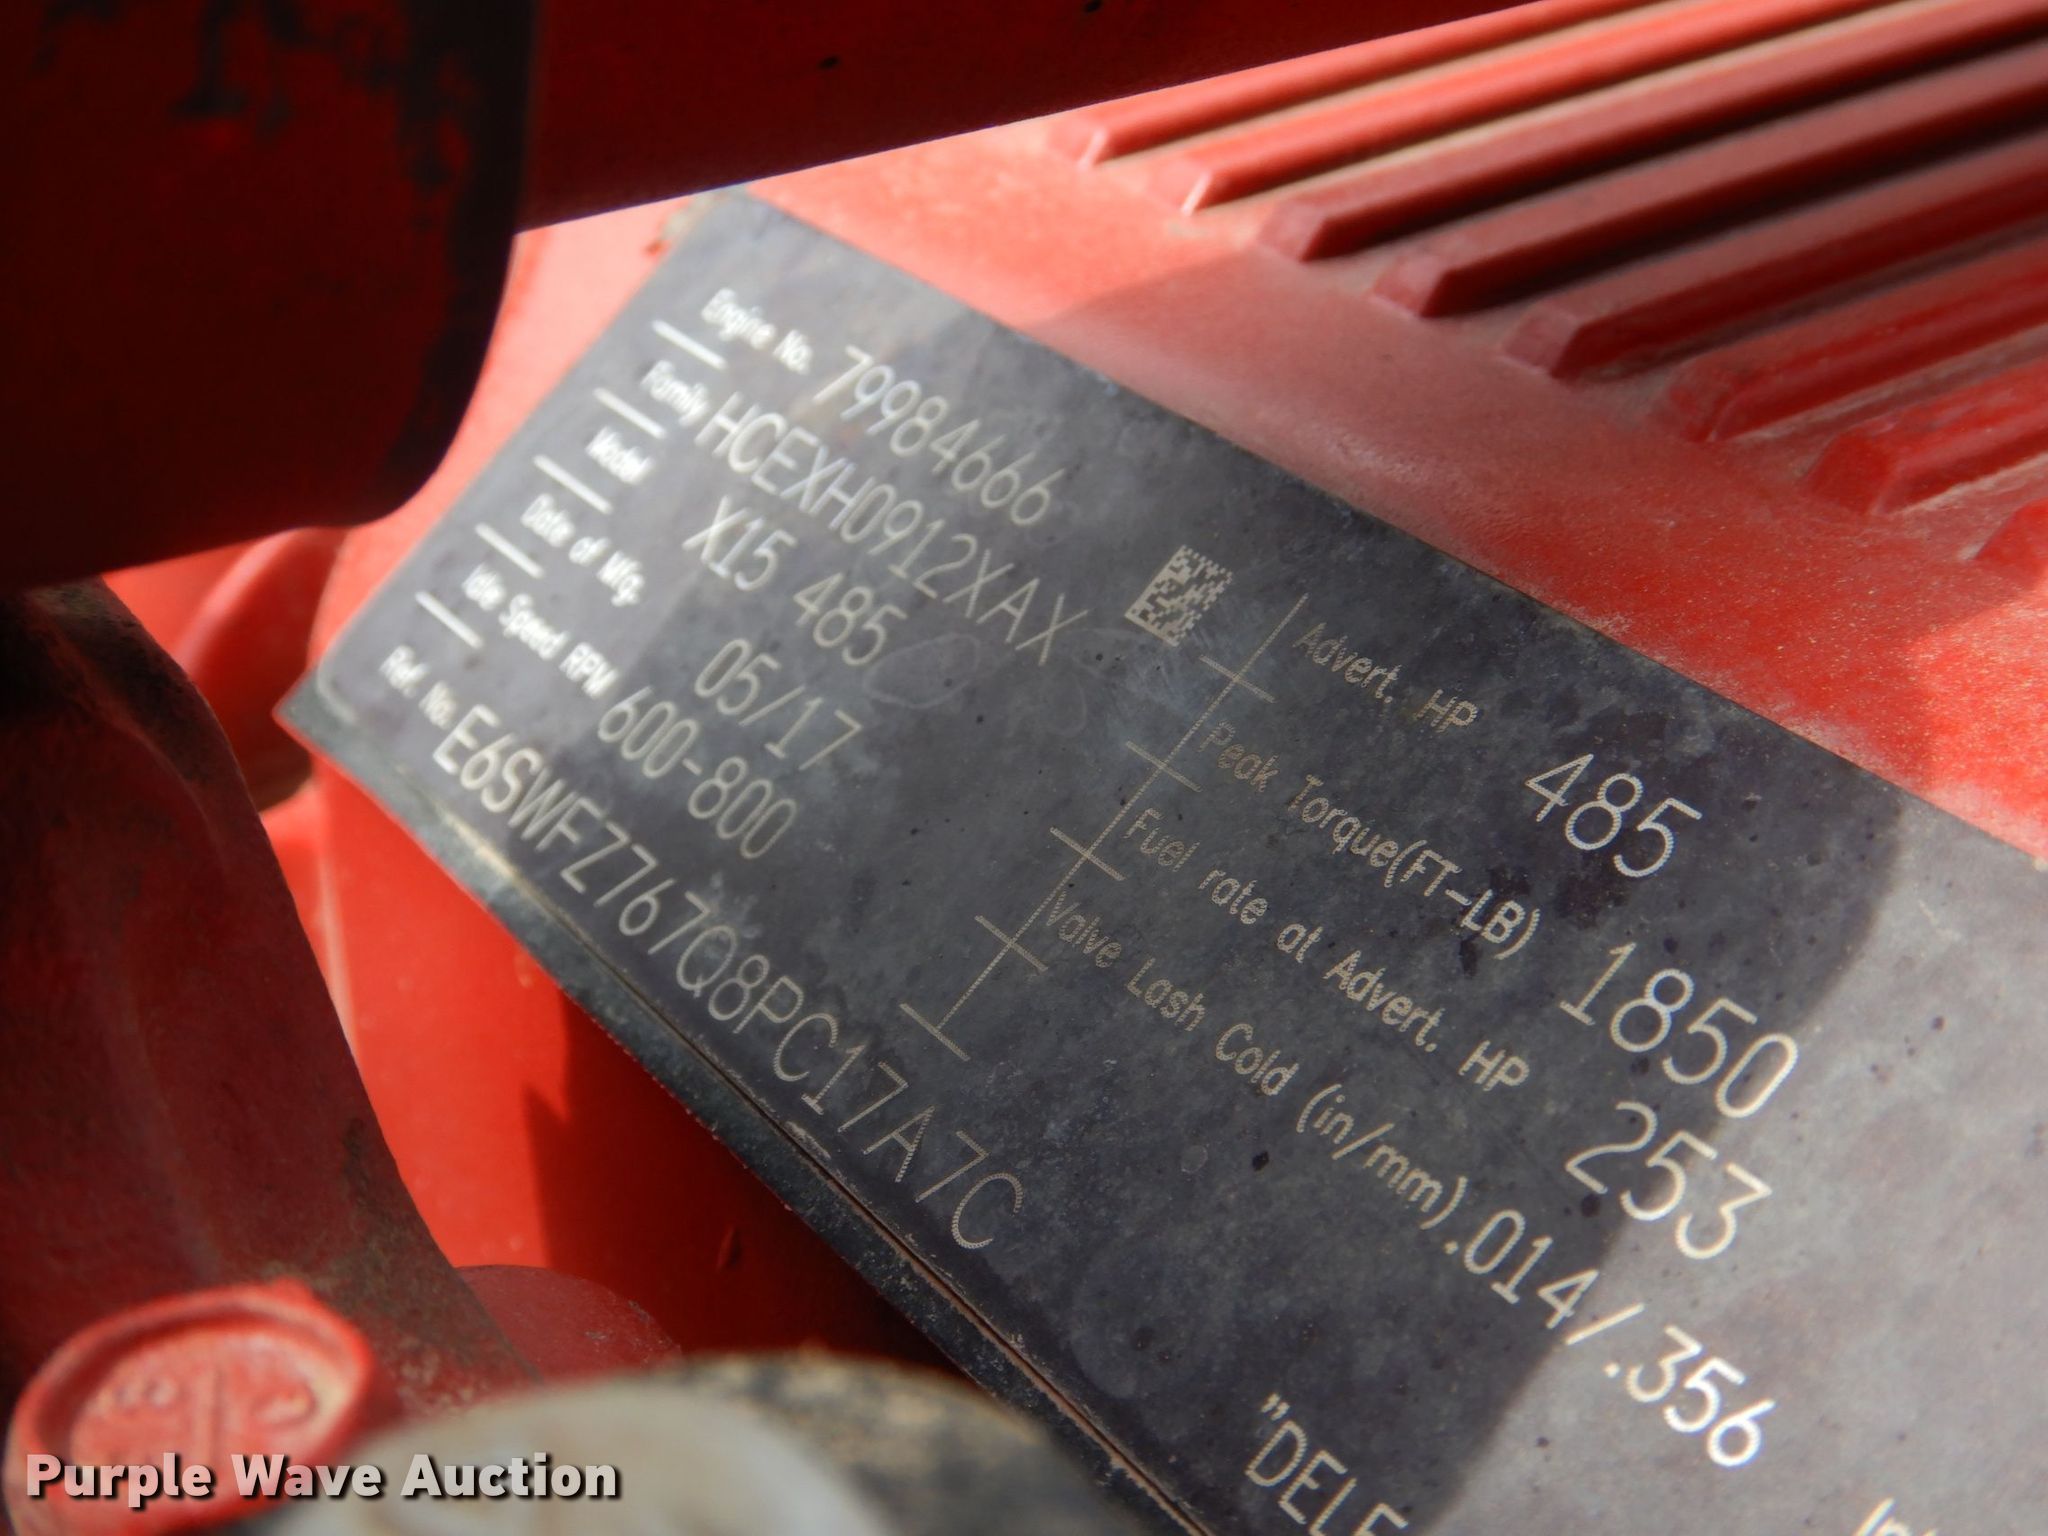 Engine No. 79984666
Family HCEXH0912XAX
Model X15 485
Date of Mfg. 05/17
Idle Speed RPM 600-800
Ref. No. E6SWFZ767Q8PC17A7C
Advert. HP 485
Peak Torque(FT-LB) 1850
Fuel rate at Advert. HP 253
Valve Lash Cold (in/mm) .014/.356
"DELE
Purple Wave Auction